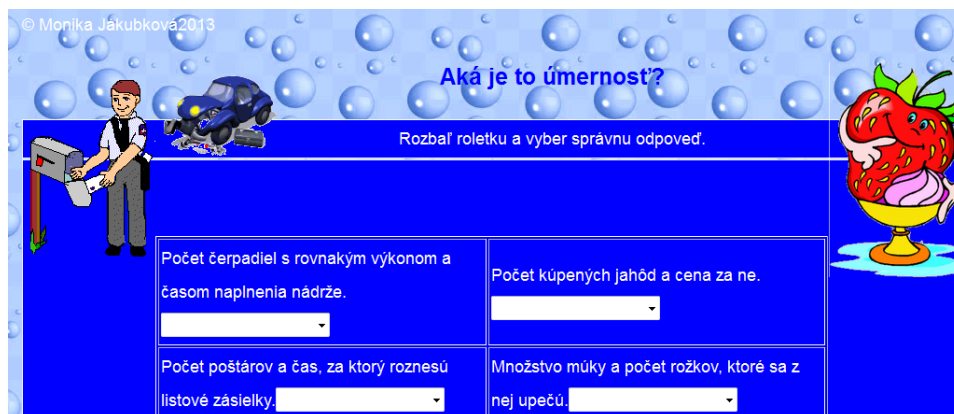 © Monika Jakubková2013
Aká je to úmernosť?
Rozbaľ roletku a vyber správnu odpoveď.
Počet čerpadiel s rovnakým výkonom a
časom naplnenia nádrže.
Počet kúpených jahôd a cena za ne.
Počet poštárov a čas, za ktorý roznesú
listové zásielky.
Množstvo múky a počet rožkov, ktoré sa z
nej upečú.